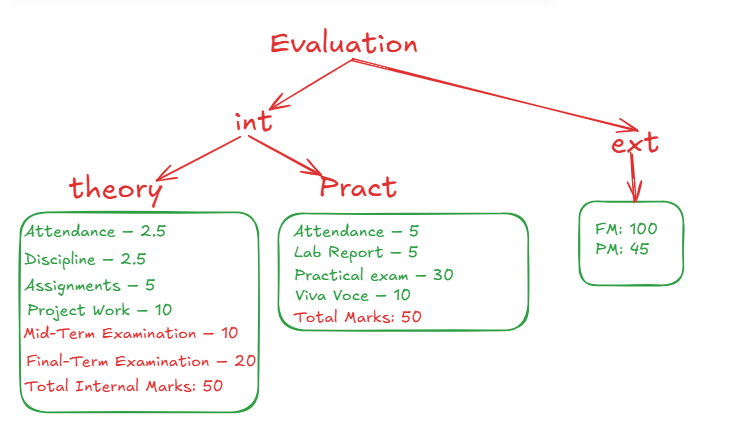 Evaluation
int
ext
theory
Pract
Attendance – 2.5
Discipline – 2.5
Assignments – 5
Project Work – 10
Mid-Term Examination – 10
Final-Term Examination – 20
Total Internal Marks: 50
Attendance – 5
Lab Report – 5
Practical exam – 30
Viva Voce – 10
Total Marks: 50
FM: 100
PM: 45